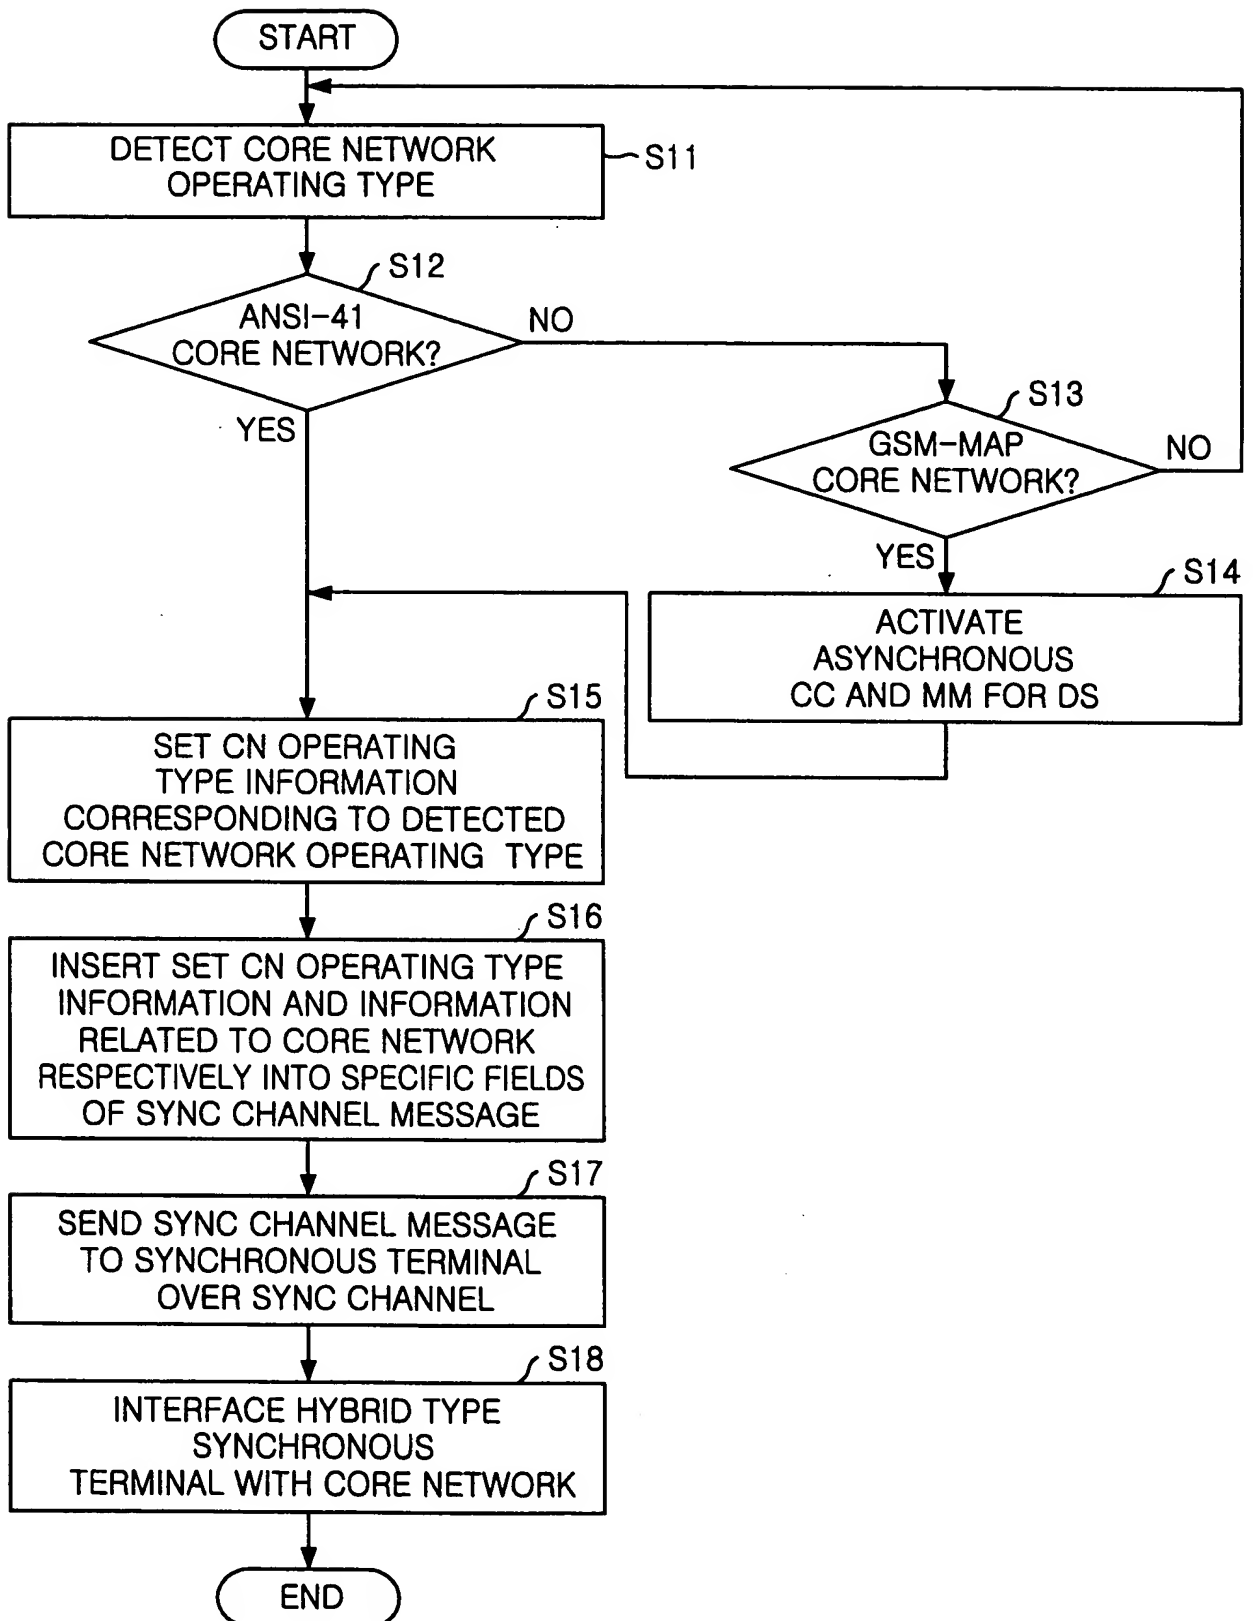 START
DETECT CORE NETWORK
OPERATING TYPE
S11
S12
ANSI-41
CORE NETWORK?
NO
YES
S13
GSM-MAP
CORE NETWORK?
NO
YES
S14
ACTIVATE
ASYNCHRONOUS
CC AND MM FOR DS
S15
SET CN OPERATING
TYPE INFORMATION
CORRESPONDING TO DETECTED
CORE NETWORK OPERATING TYPE
S16
INSERT SET CN OPERATING TYPE
INFORMATION AND INFORMATION
RELATED TO CORE NETWORK
RESPECTIVELY INTO SPECIFIC FIELDS
OF SYNC CHANNEL MESSAGE
S17
SEND SYNC CHANNEL MESSAGE
TO SYNCHRONOUS TERMINAL
OVER SYNC CHANNEL
S18
INTERFACE HYBRID TYPE
SYNCHRONOUS
TERMINAL WITH CORE NETWORK
END